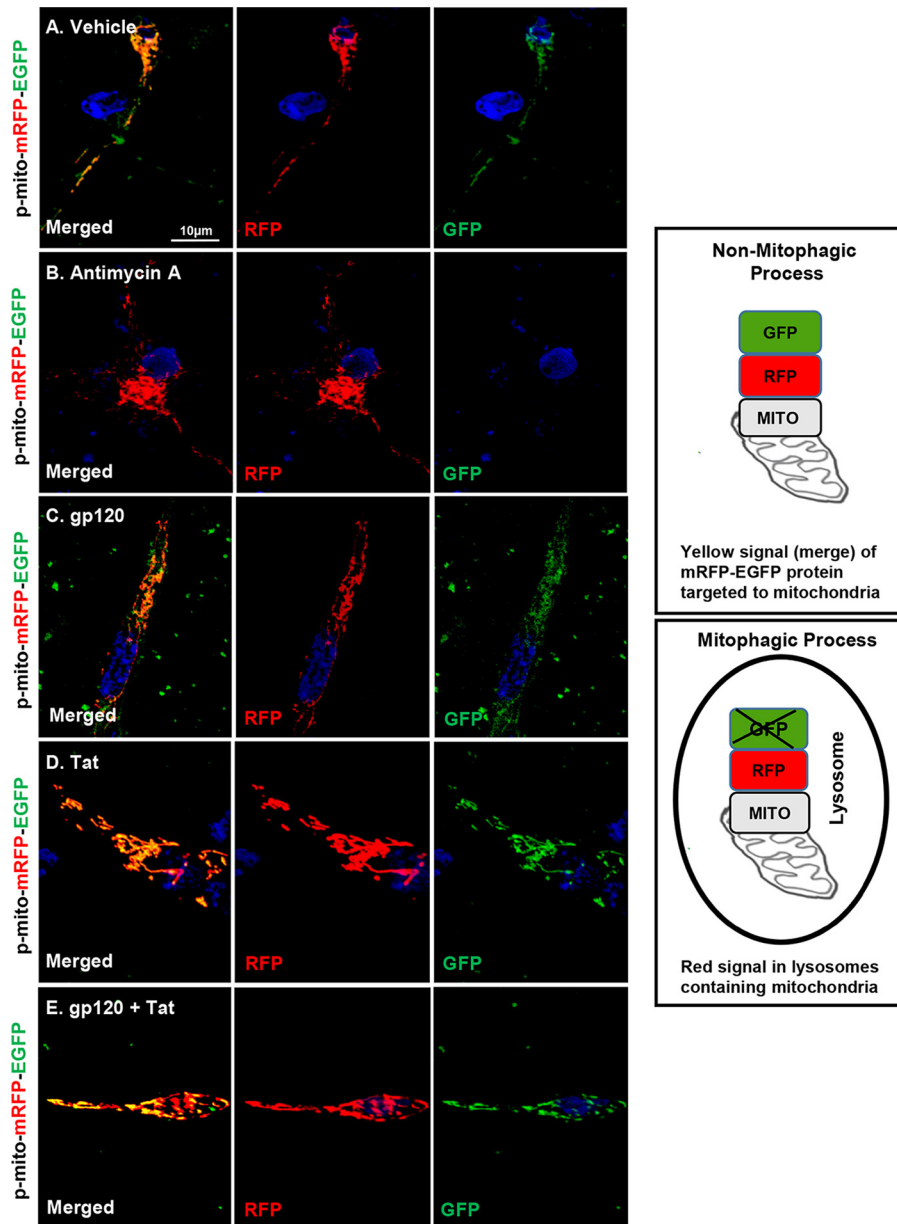 p-mito-mRFP-EGFP
A. Vehicle
Merged
10µm
RFP
GFP
p-mito-mRFP-EGFP
B. Antimycin A
Merged
RFP
GFP
p-mito-mRFP-EGFP
C. gp120
Merged
RFP
GFP
p-mito-mRFP-EGFP
D. Tat
Merged
RFP
GFP
p-mito-mRFP-EGFP
E. gp120 + Tat
Merged
RFP
GFP
Non-Mitophagic
Process
GFP
RFP
MITO
Yellow signal (merge) of
mRFP-EGFP protein
targeted to mitochondria
Mitophagic Process
GFP
RFP
MITO
Lysosome
Red signal in lysosomes
containing mitochondria